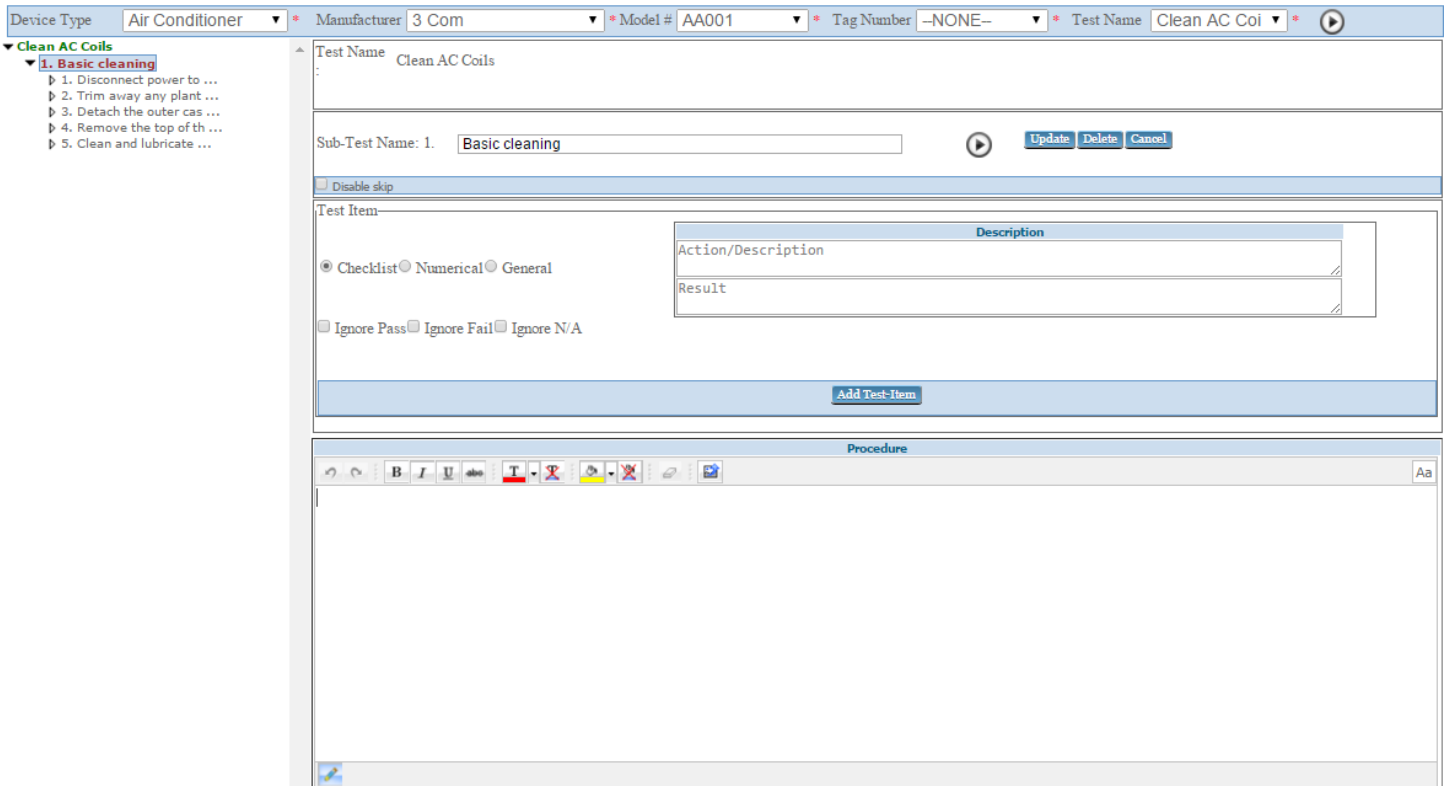 Device Type Air Conditioner * Manufacturer 3 Com * Model # AA001 * Tag Number --NONE-- * Test Name Clean AC Coi *
Clean AC Coils
1. Basic cleaning
1. Disconnect power to ...
2. Trim away any plant ...
3. Detach the outer cas ...
4. Remove the top of th ...
5. Clean and lubricate ...
Test Name
:
Clean AC Coils
Sub-Test Name: 1. Basic cleaning Update Delete Cancel
Disable skip
Test Item
Description
Action/Description
Checklist Numerical General
Result
Ignore Pass Ignore Fail Ignore N/A
Add Test-Item
Procedure
B I U abc T T Aa